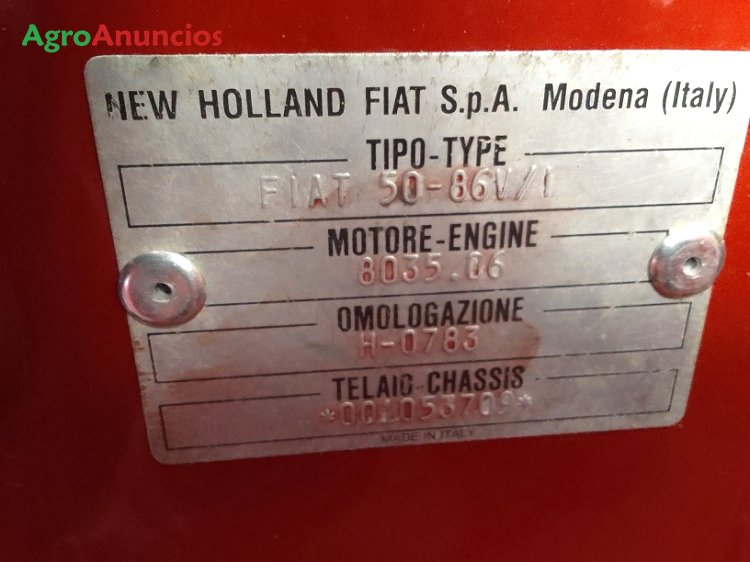 AgroAnuncios
NEW HOLLAND FIAT S.p.A. Modena (Italy)
TIPO-TYPE
FIAT 50-86V/1
MOTORE-ENGINE
8035.06
OMOLOGAZIONE
H-0783
TELAIO-CHASSIS
*001053709*
MADE IN ITALY